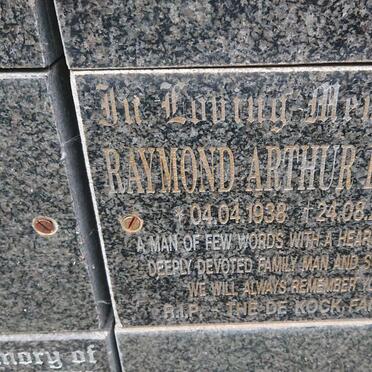 In Loving Me
RAYMOND ARTHUR
* 04.04.1938 † 24.08.
A MAN OF FEW WORDS WITH A HEAR
DEEPLY DEVOTED FAMILY MAN AND S
WE WILL ALWAYS REMEMBER
R.I.P. - THE DE KOCK FA
mory of